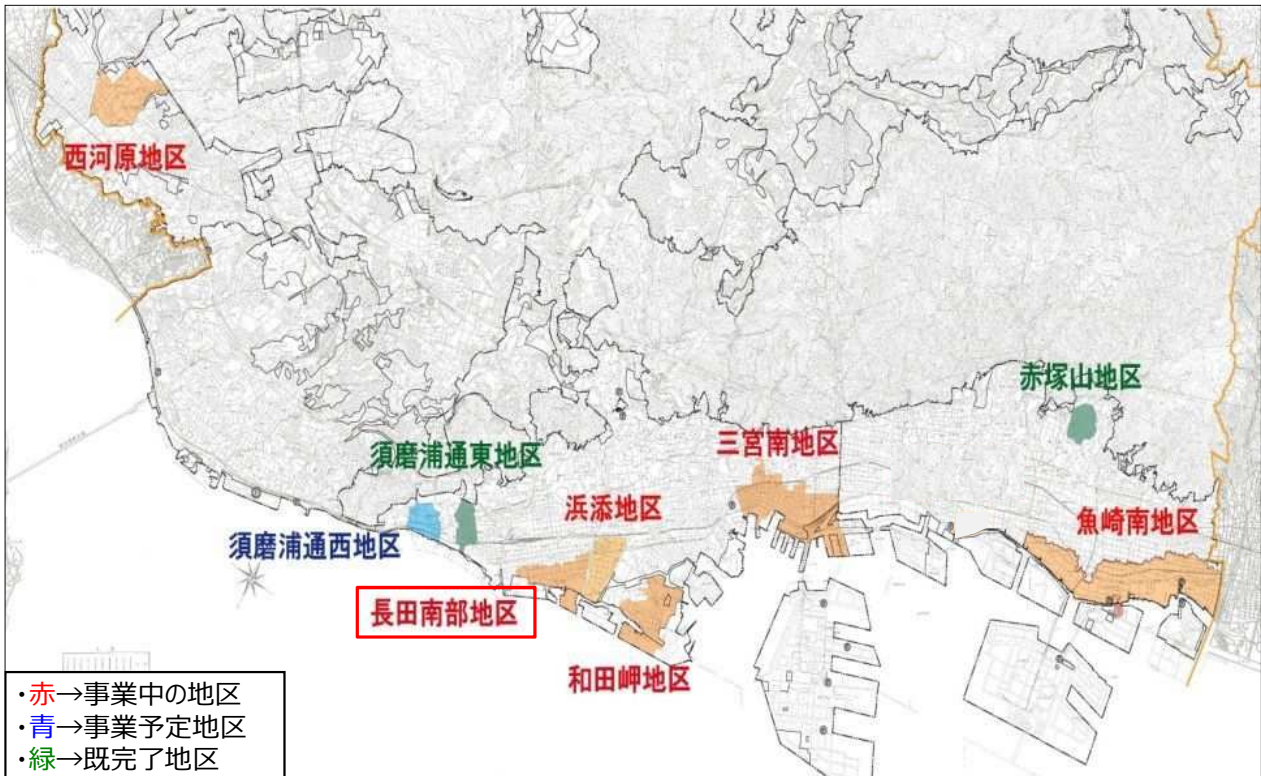 西河原地区
赤塚山地区
須磨浦通東地区
三宮南地区
浜添地区
魚崎南地区
須磨浦通西地区
長田南部地区
和田岬地区
・赤→事業中の地区
・青→事業予定地区
・緑→既完了地区